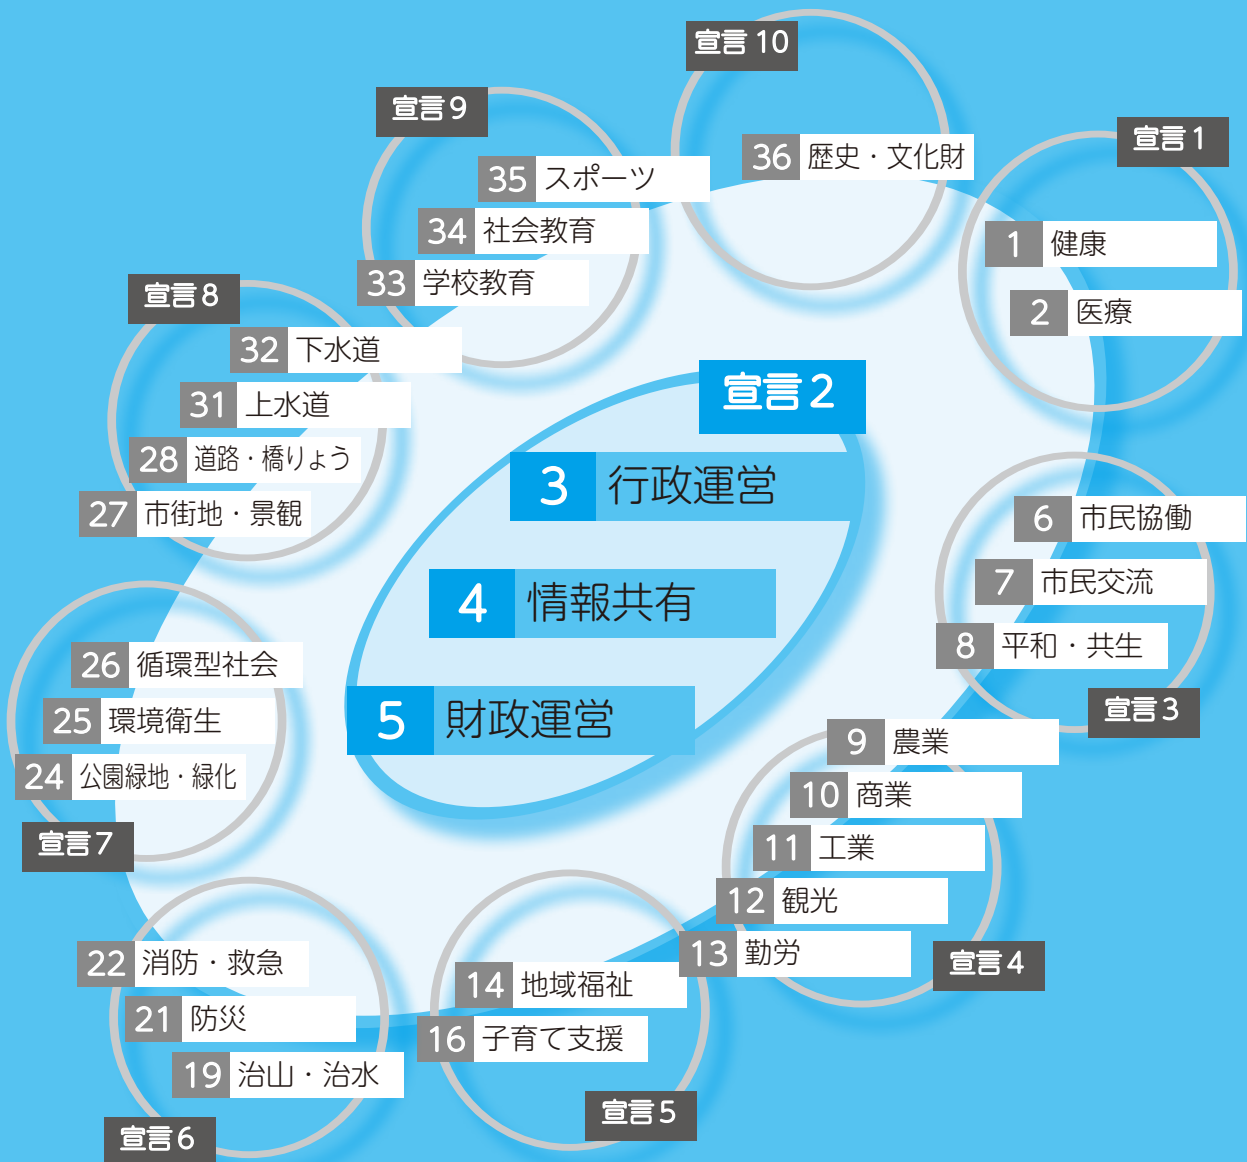 宣言 10
36 歴史・文化財
宣言 9
35 スポーツ
34 社会教育
33 学校教育
宣言 1
1 健康
2 医療
宣言 8
32 下水道
31 上水道
28 道路・橋りょう
27 市街地・景観
宣言 2
3 行政運営
4 情報共有
5 財政運営
6 市民協働
7 市民交流
8 平和・共生
宣言 3
26 循環型社会
25 環境衛生
24 公園緑地・緑化
宣言 7
9 農業
10 商業
11 工業
12 観光
13 勤労
宣言 4
22 消防・救急
21 防災
19 治山・治水
宣言 6
14 地域福祉
16 子育て支援
宣言 5